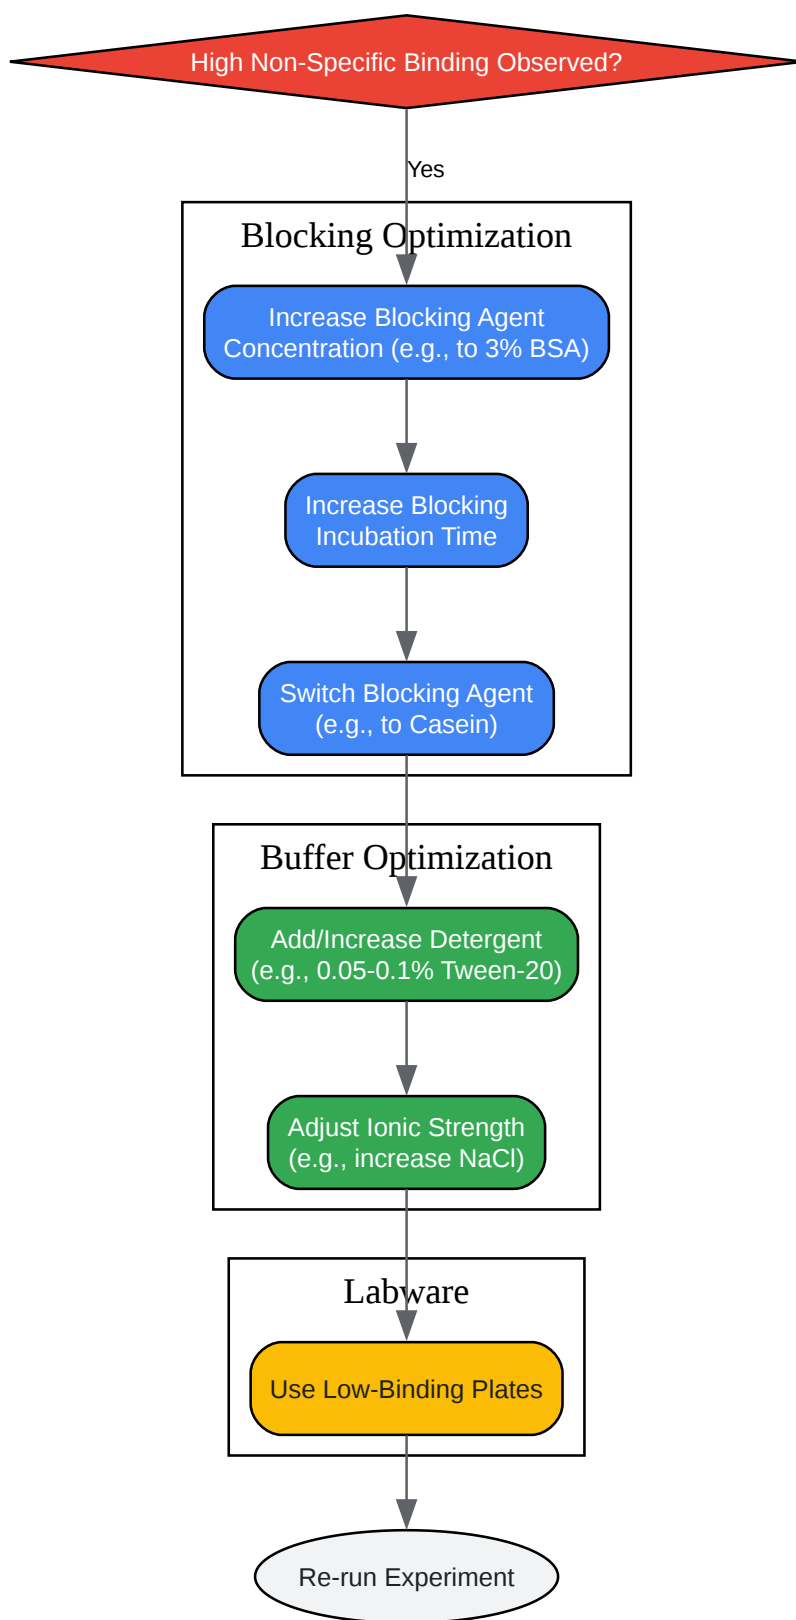 High Non-Specific Binding Observed?
Yes
Blocking Optimization
Increase Blocking Agent
Concentration (e.g., to 3% BSA)
Increase Blocking
Incubation Time
Switch Blocking Agent
(e.g., to Casein)
Buffer Optimization
Add/Increase Detergent
(e.g., 0.05-0.1% Tween-20)
Adjust Ionic Strength
(e.g., increase NaCl)
Labware
Use Low-Binding Plates
Re-run Experiment